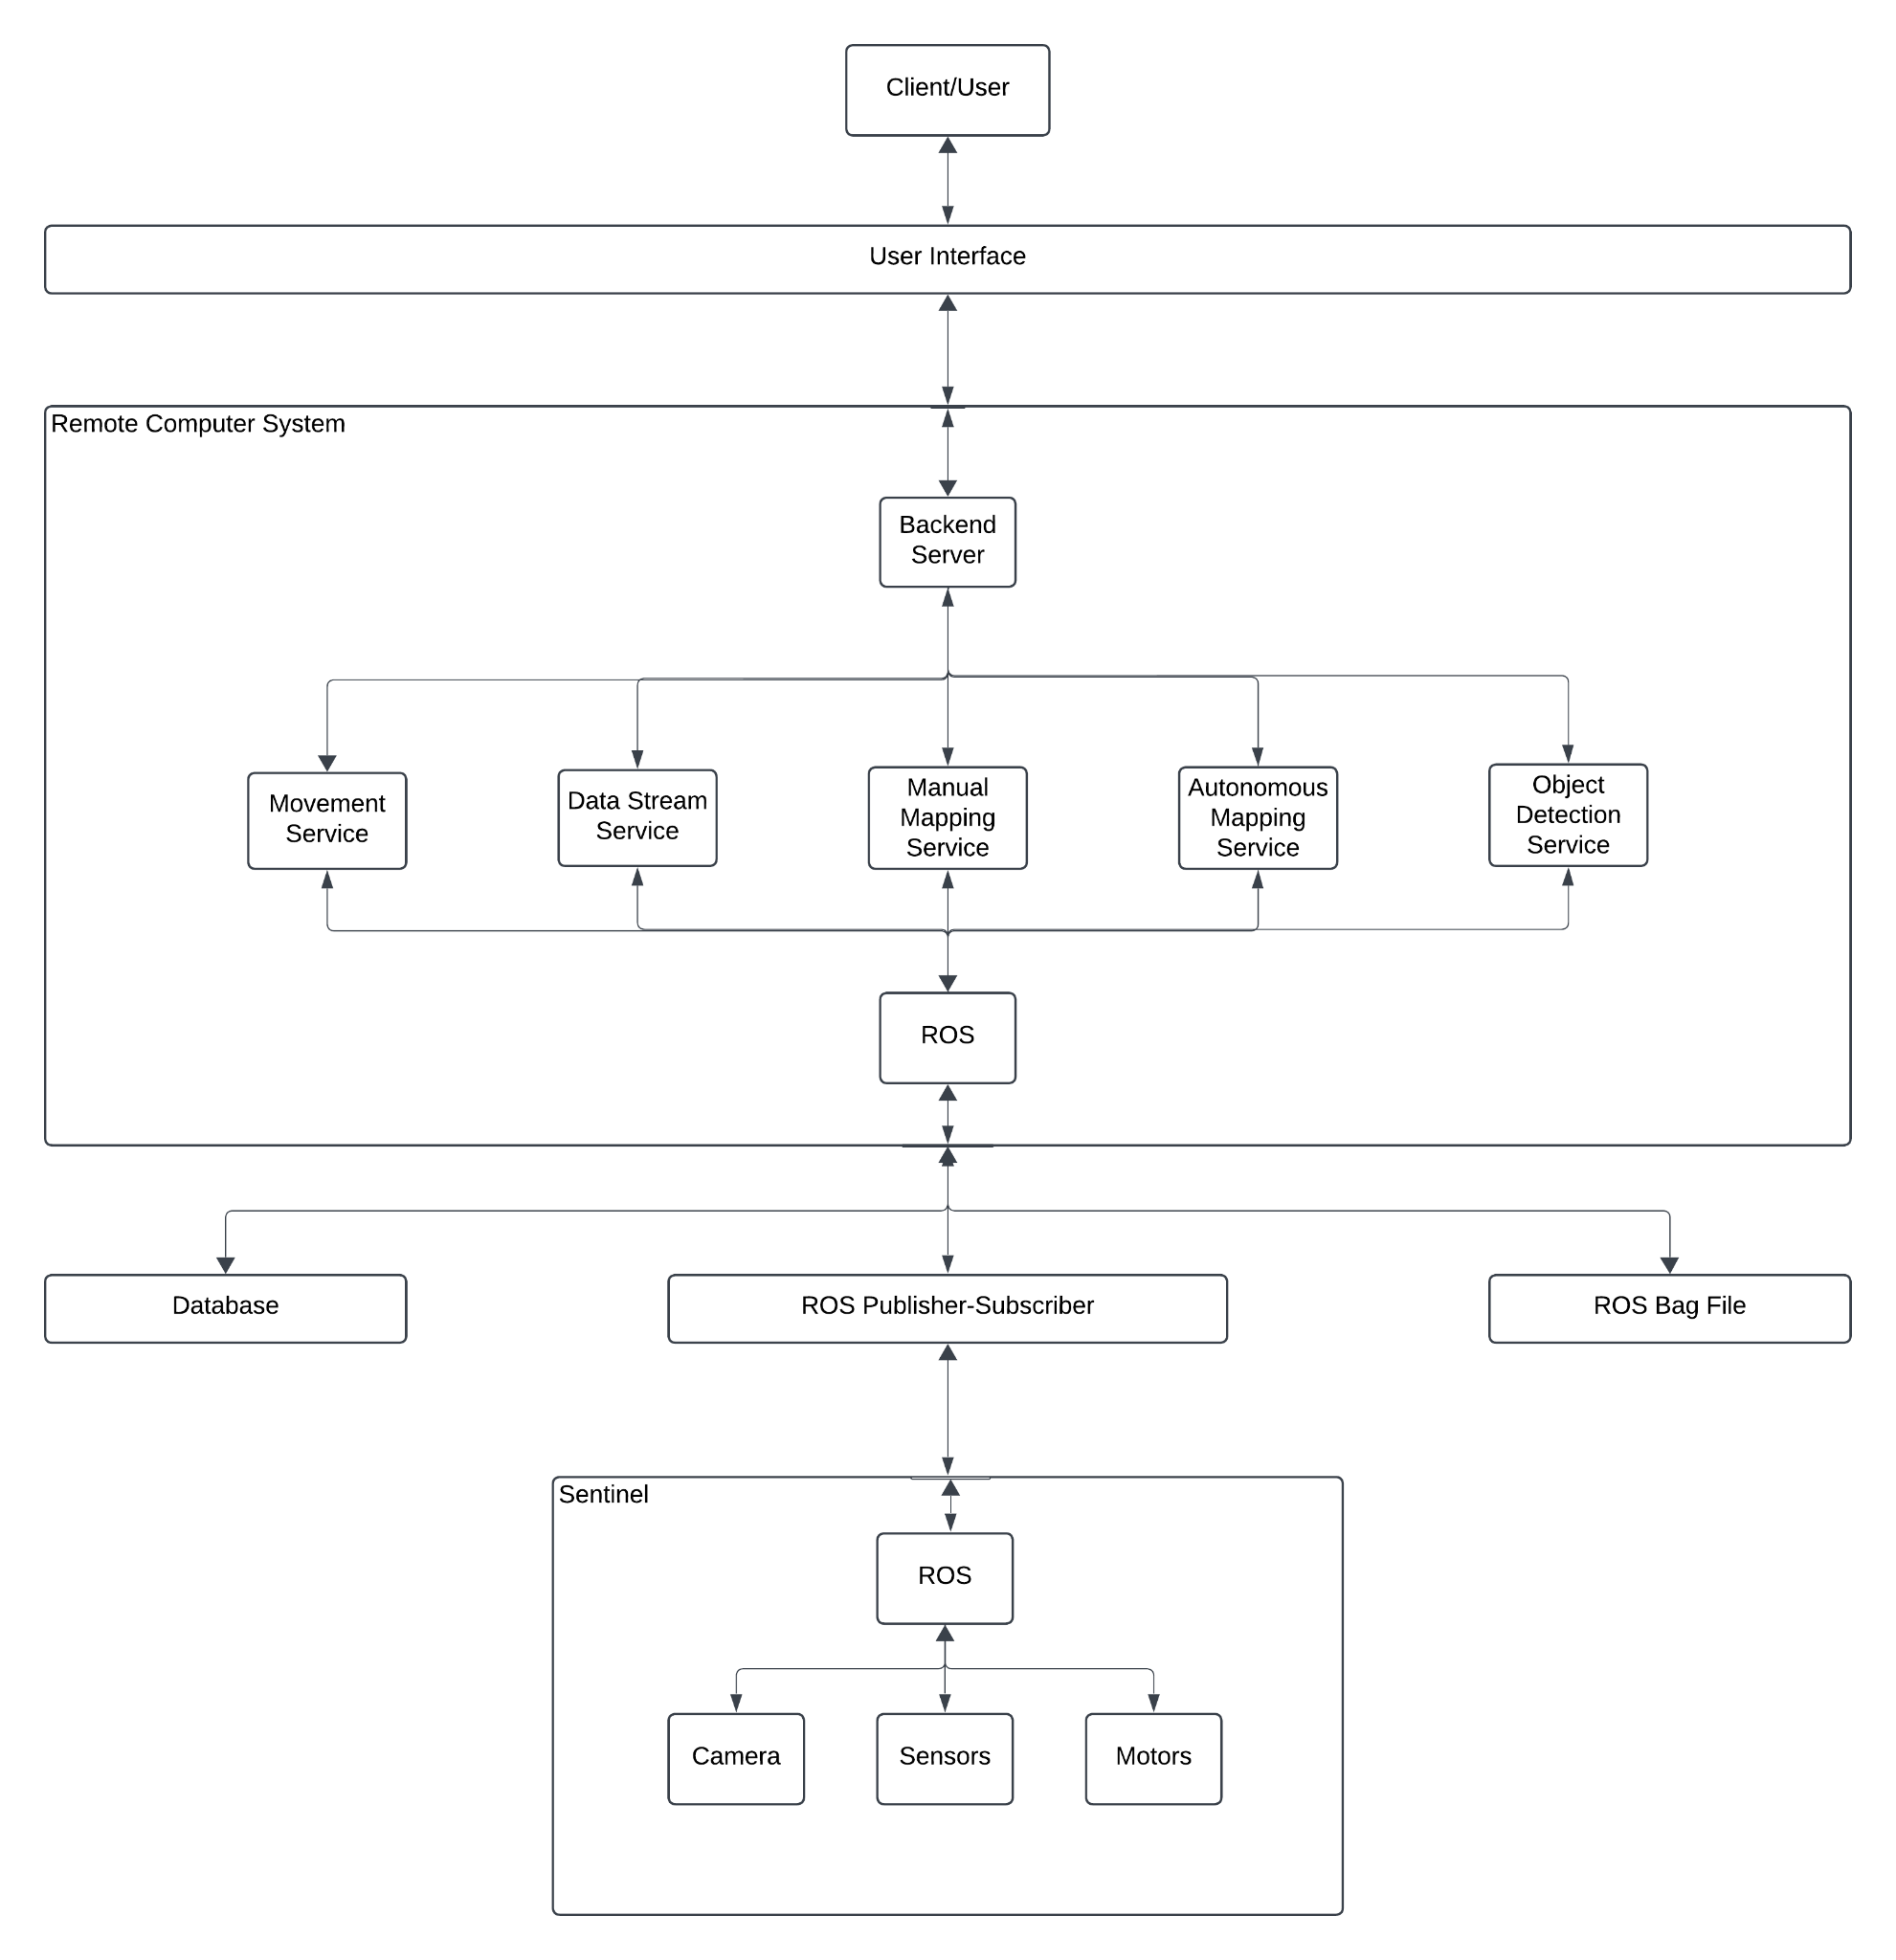 Client/User
User Interface
Remote Computer System
Backend
Server
Movement
Service
Data Stream
Service
Manual
Mapping
Service
Autonomous
Mapping
Service
Object
Detection
Service
ROS
Database
ROS Publisher-Subscriber
ROS Bag File
Sentinel
ROS
Camera
Sensors
Motors